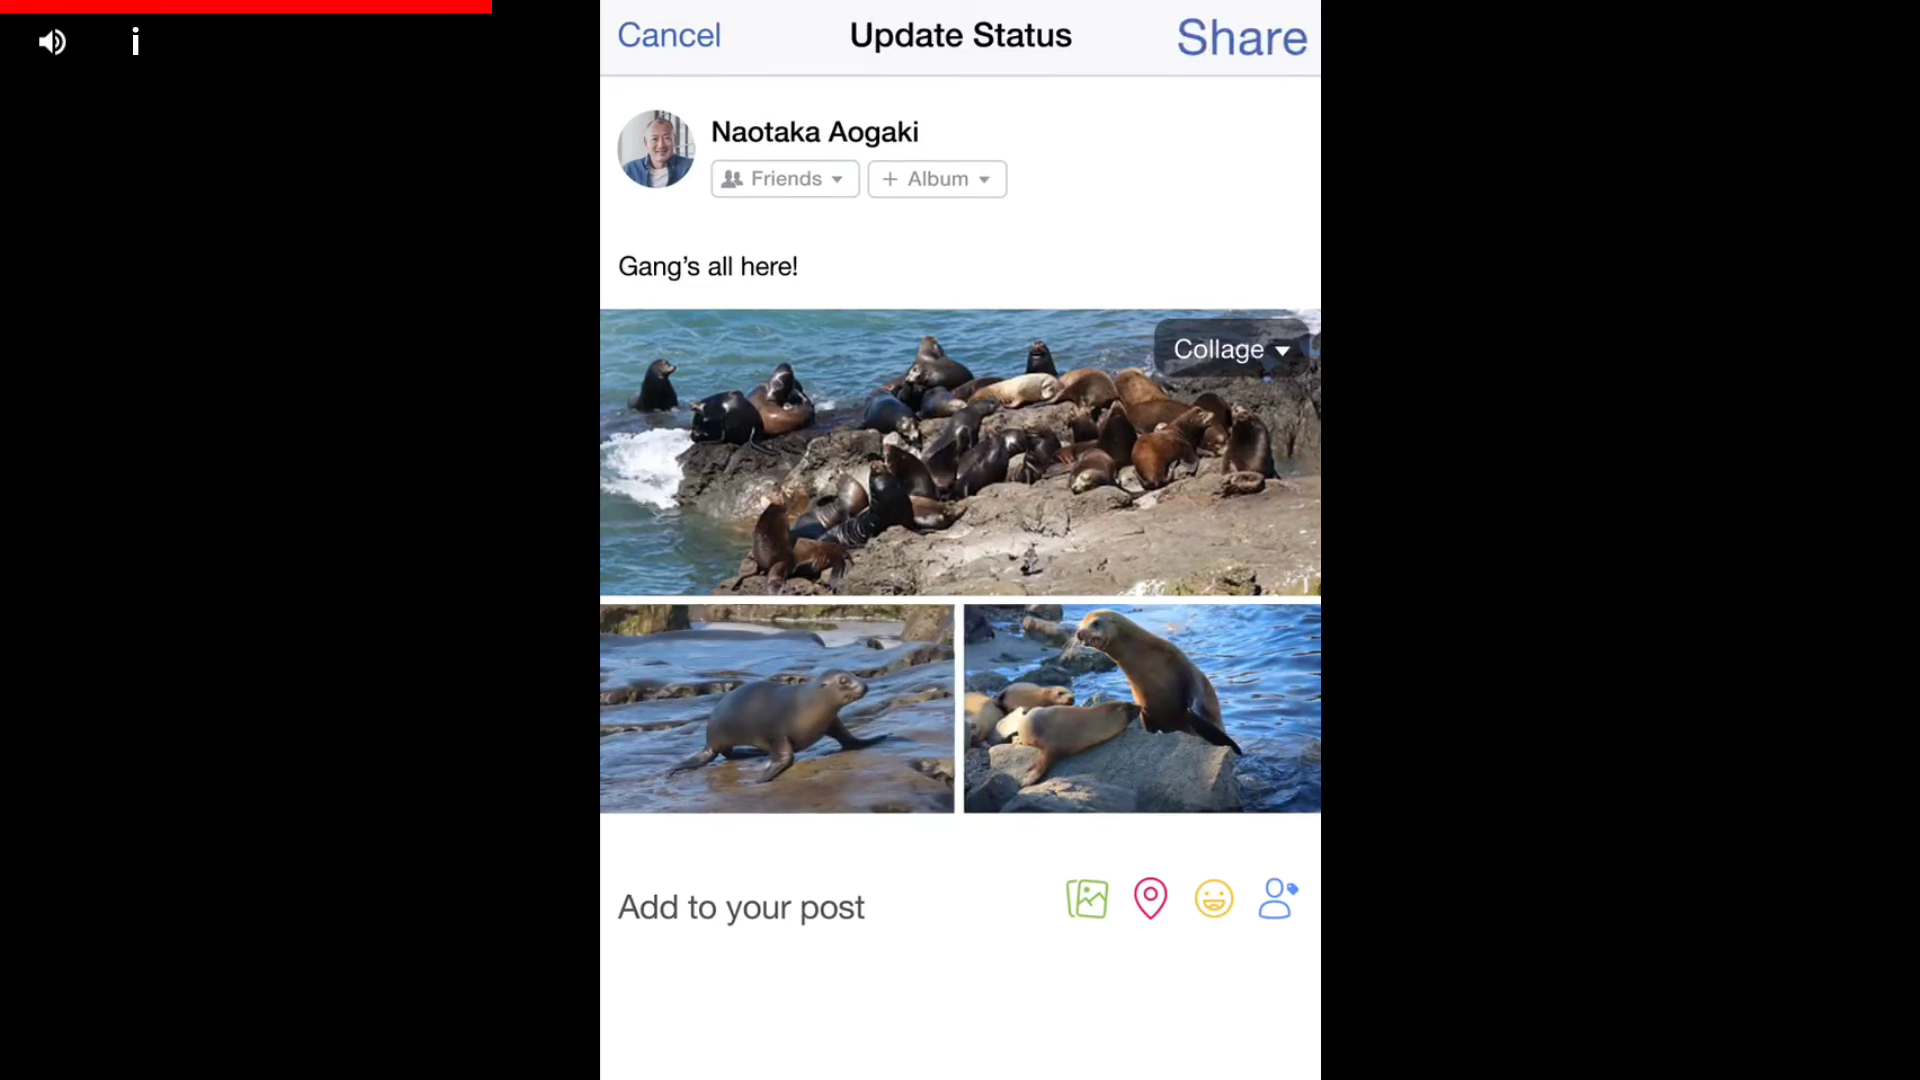 Cancel
Update Status
Share
Naotaka Aogaki
Friends
+ Album
Gang's all here!
Collage
Add to your post